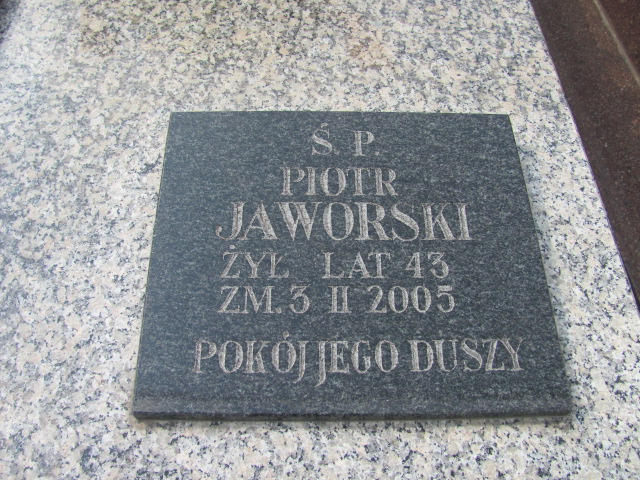 Ś. P.
PIOTR
JAWORSKI
ŻYŁ LAT 43
ZM. 3 II 2005
POKÓJ JEGO DUSZY